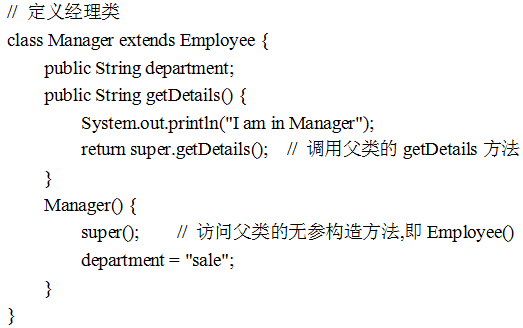 // 定义经理类
class Manager extends Employee {
public String department;
public String getDetails() {
System.out.println("I am in Manager");
return super.getDetails(); // 调用父类的 getDetails 方法
}
Manager() {
super(); // 访问父类的无参构造方法,即 Employee()
department = "sale";
}
}